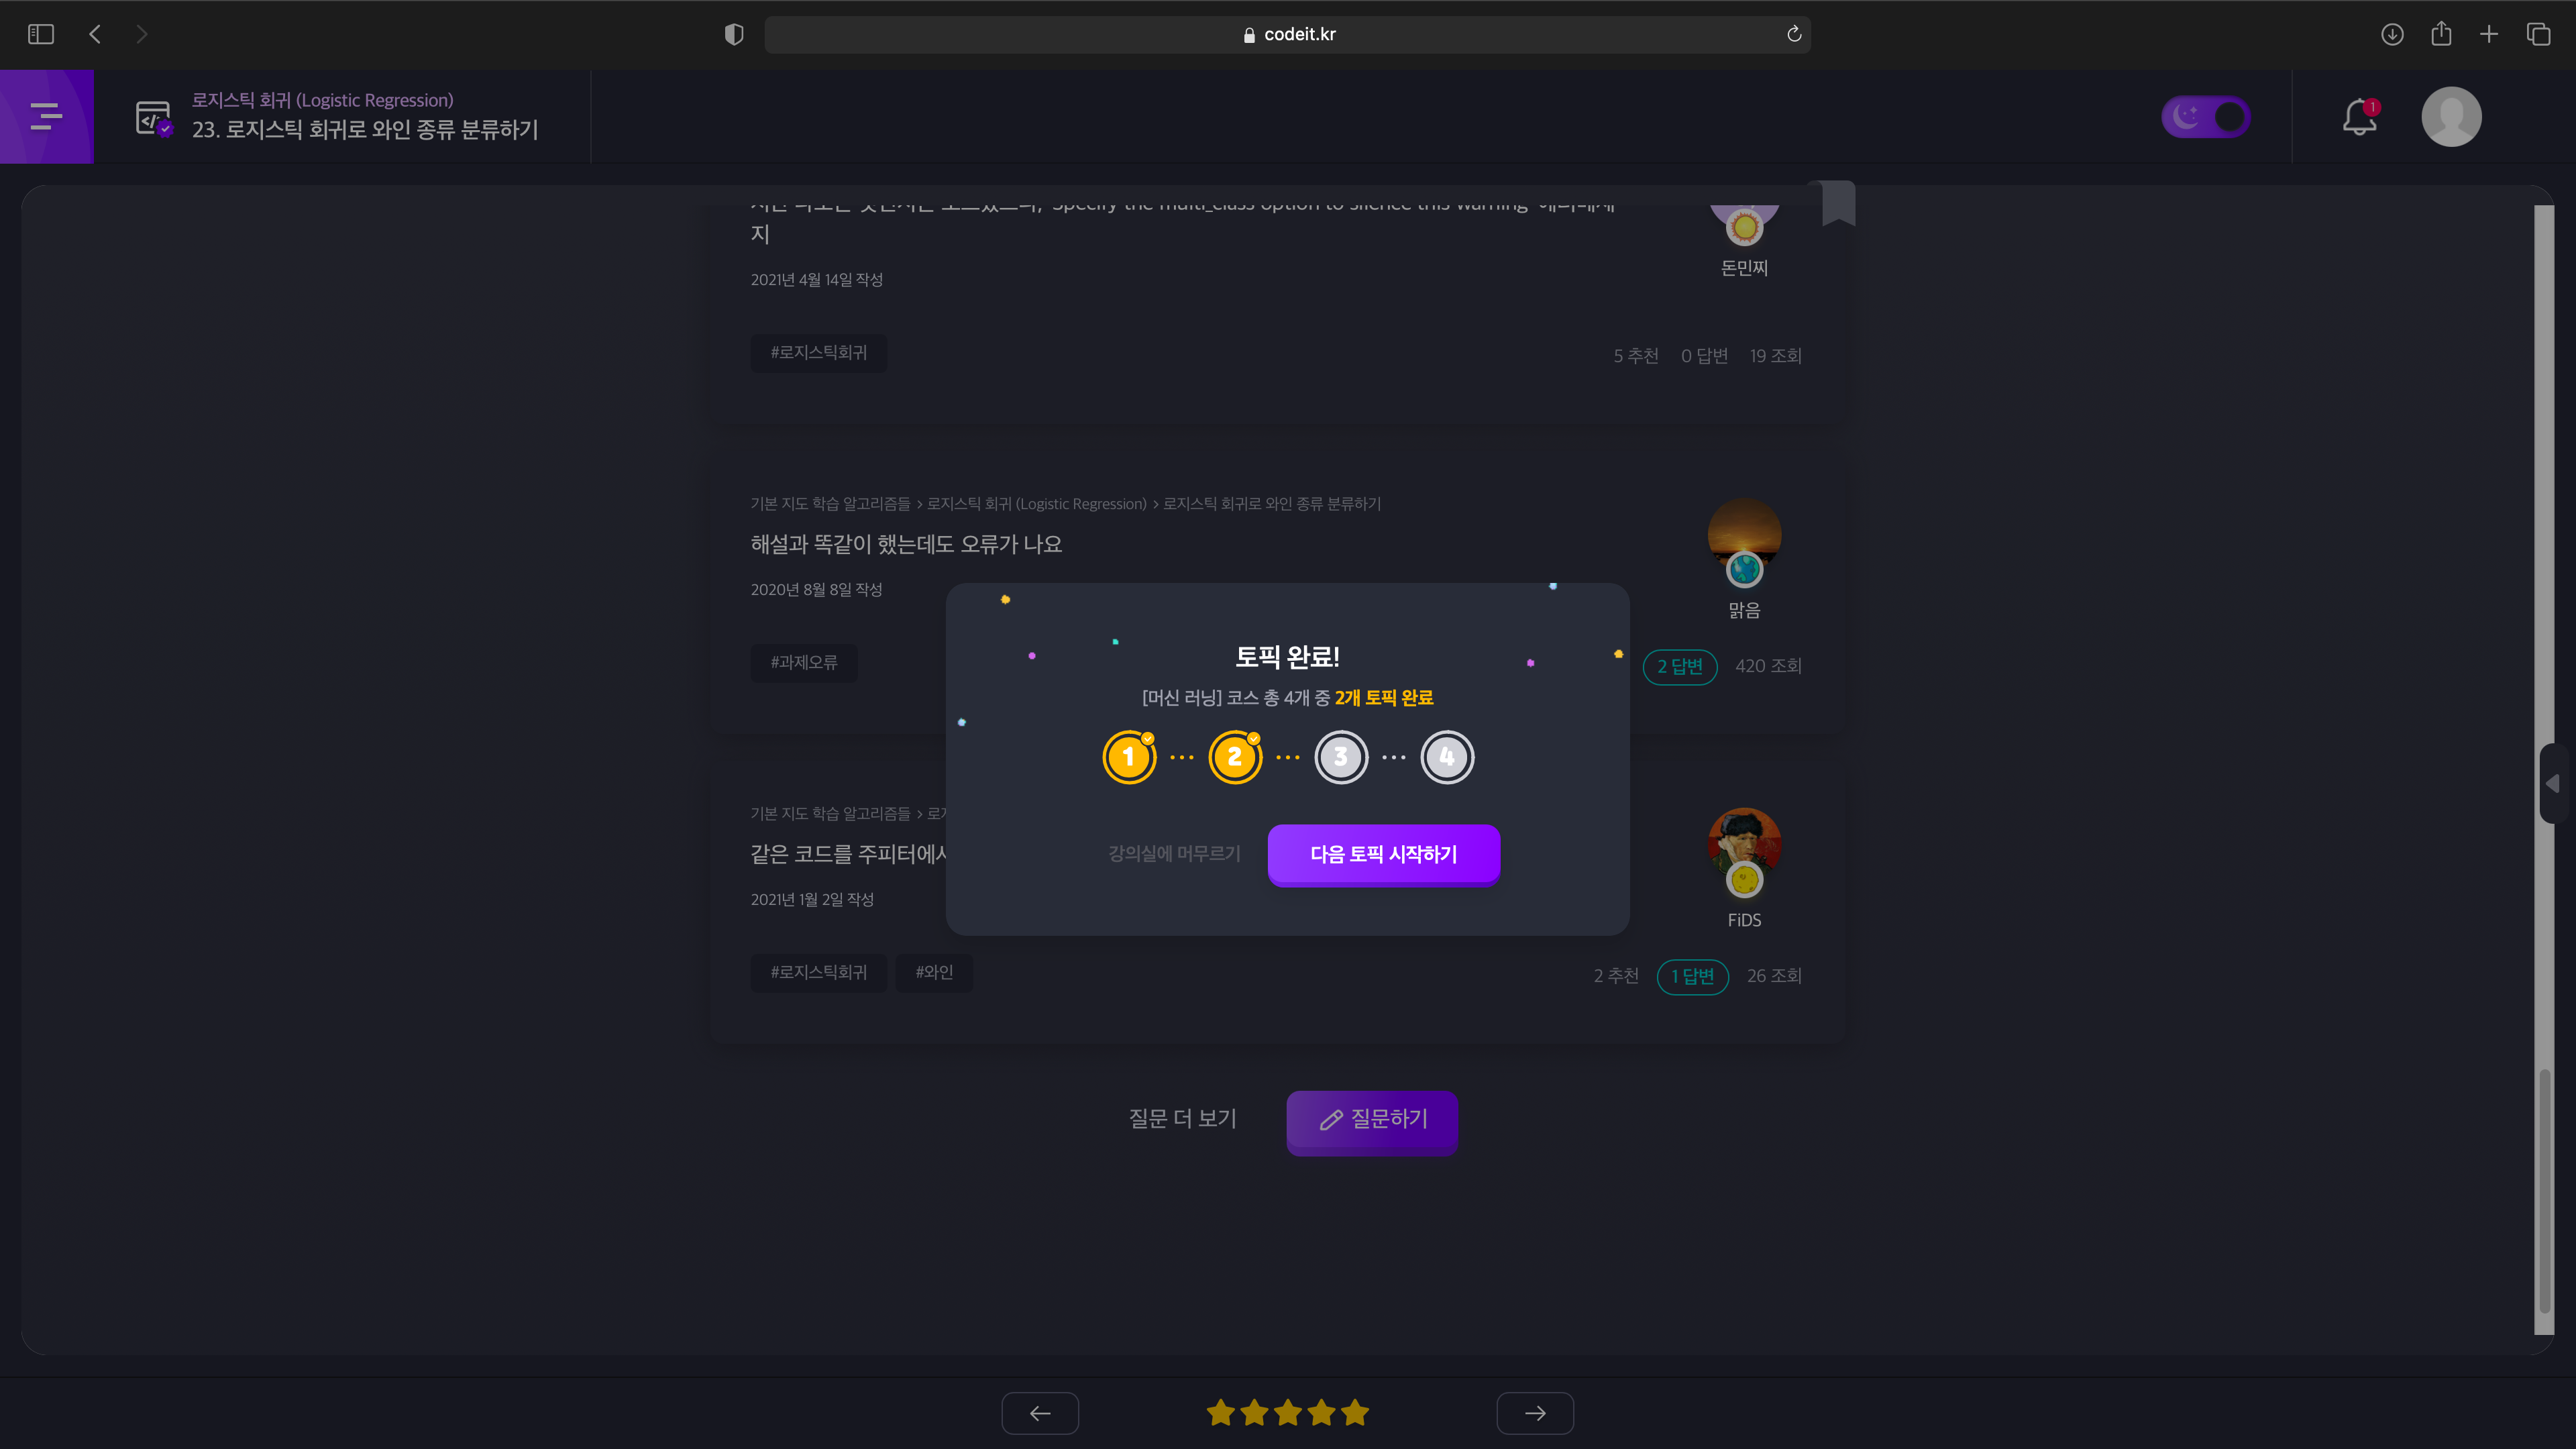 codeit.kr
로지스틱 회귀 (Logistic Regression)
23. 로지스틱 회귀로 와인 종류 분류하기
1
지
2021년 4월 14일 작성
돈민찌
#로지스틱회귀
5 추천 0 답변 19 조회
기본 지도 학습 알고리즘들 > 로지스틱 회귀 (Logistic Regression) > 로지스틱 회귀로 와인 종류 분류하기
해설과 똑같이 했는데도 오류가 나요
2020년 8월 8일 작성
맑음
#과제오류
2 답변 420 조회
토픽 완료!
[머신 러닝] 코스 총 4개 중 2개 토픽 완료
1 ... 2 ... 3 ... 4
강의실에 머무르기
다음 토픽 시작하기
기본 지도 학습 알고리즘들 > 로지
같은 코드를 주피터에서
2021년 1월 2일 작성
FiDS
#로지스틱회귀 #와인
2 추천 1 답변 26 조회
질문 더 보기
질문하기